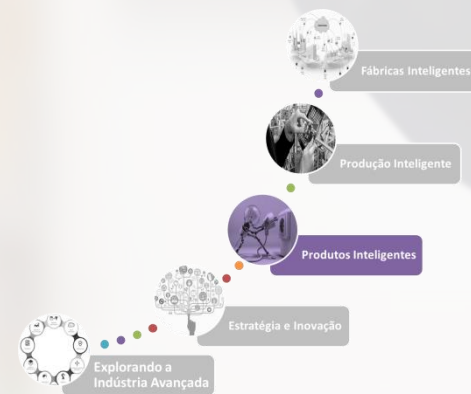 Fábricas Inteligentes
Produção Inteligente
Produtos Inteligentes
Estratégia e Inovação
Explorando a
Indústria Avançada